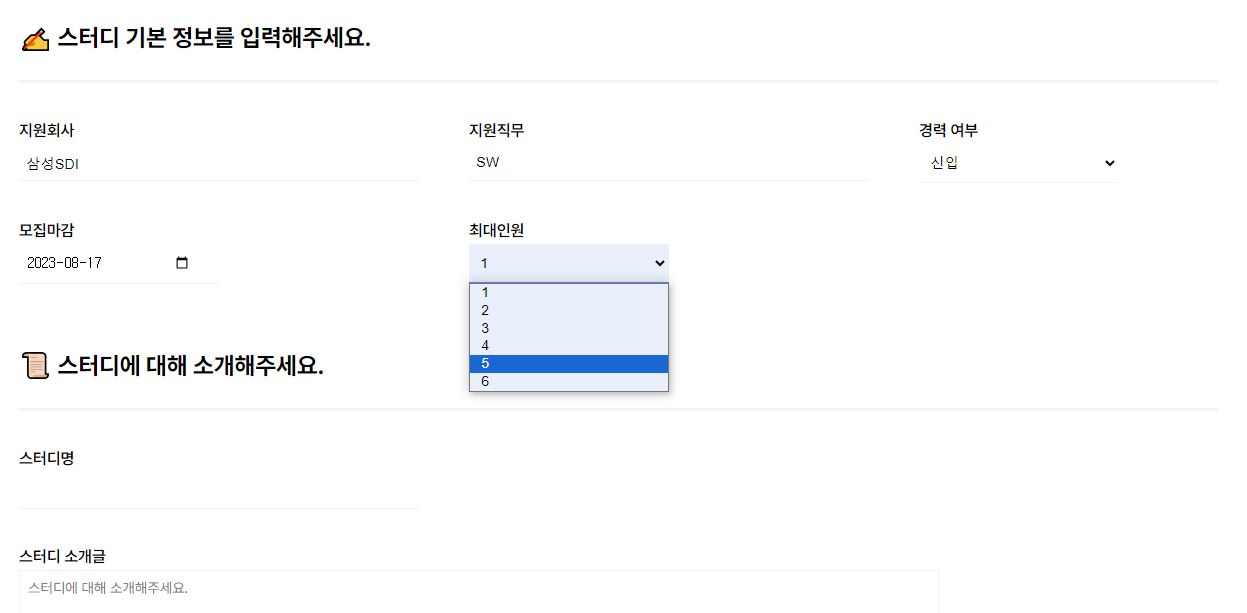 ✍ 스터디 기본 정보를 입력해주세요.
지원회사
지원직무
경력 여부
삼성SDI
SW
신입
모집마감
최대인원
2023-08-17
1
1
2
3
4
5
6
📜 스터디에 대해 소개해주세요.
스터디명
스터디 소개글
스터디에 대해 소개해주세요.